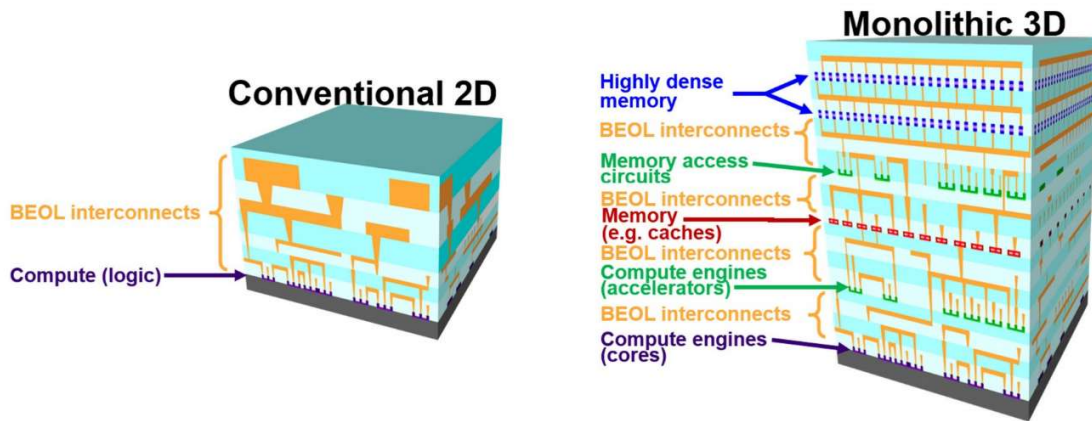 Conventional 2D
BEOL interconnects
Compute (logic)
Monolithic 3D
Highly dense
memory
BEOL interconnects
Memory access
circuits
BEOL interconnects
Memory
(e.g. caches)
BEOL interconnects
Compute engines
(accelerators)
BEOL interconnects
Compute engines
(cores)